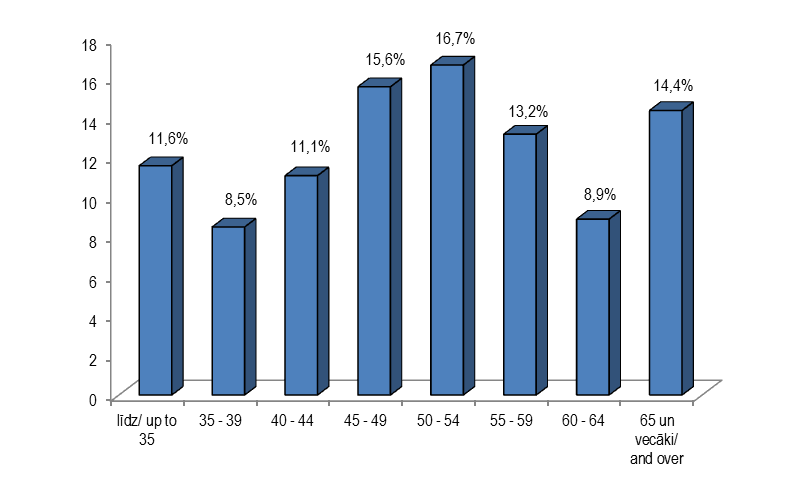 18
16,7%
16
15,6%
14,4%
14
13,2%
12
11,6%
11,1%
10
8,5%
8,9%
8
6
4
2
0
līdz/ up to
35
35 - 39
40 - 44
45 - 49
50 - 54
55 - 59
60 - 64
65 un
vecāki/
and over